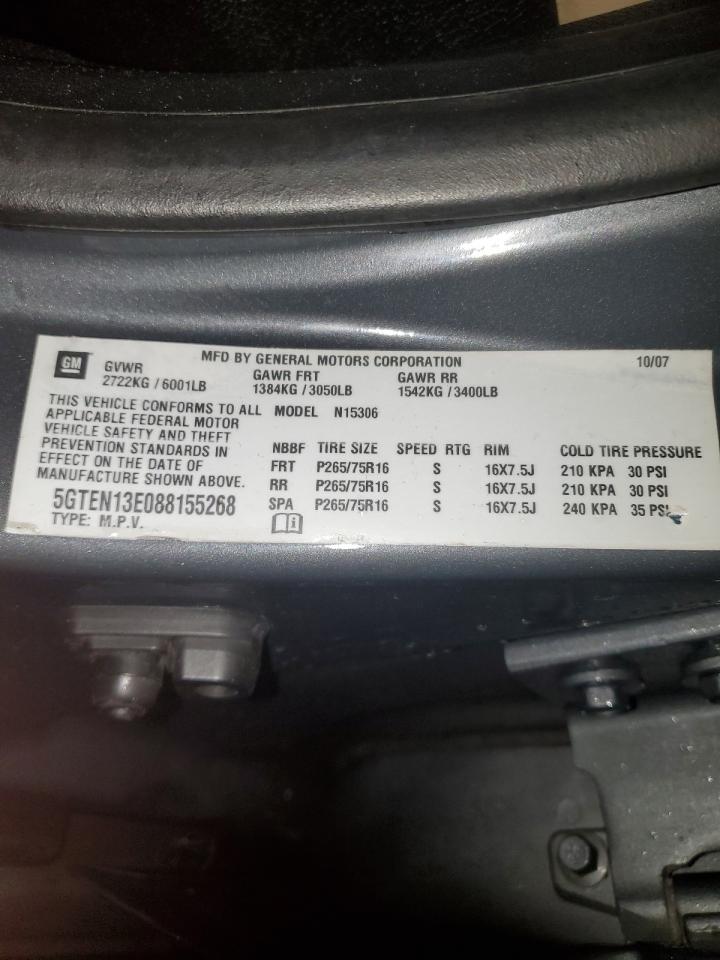 GM
MFD BY GENERAL MOTORS CORPORATION 10/07
GVWR GAWR FRT GAWR RR
2722KG / 6001LB 1384KG / 3050LB 1542KG / 3400LB
THIS VEHICLE CONFORMS TO ALL
APPLICABLE FEDERAL MOTOR
VEHICLE SAFETY AND THEFT
PREVENTION STANDARDS IN
EFFECT ON THE DATE OF
MANUFACTURE SHOWN ABOVE.
5GTEN13E088155268
TYPE: M.P.V.
MODEL N15306
NBBF TIRE SIZE SPEED RTG RIM COLD TIRE PRESSURE
FRT P265/75R16 S 16X7.5J 210 KPA 30 PSI
RR P265/75R16 S 16X7.5J 210 KPA 30 PSI
SPA P265/75R16 S 16X7.5J 240 KPA 35 PSI